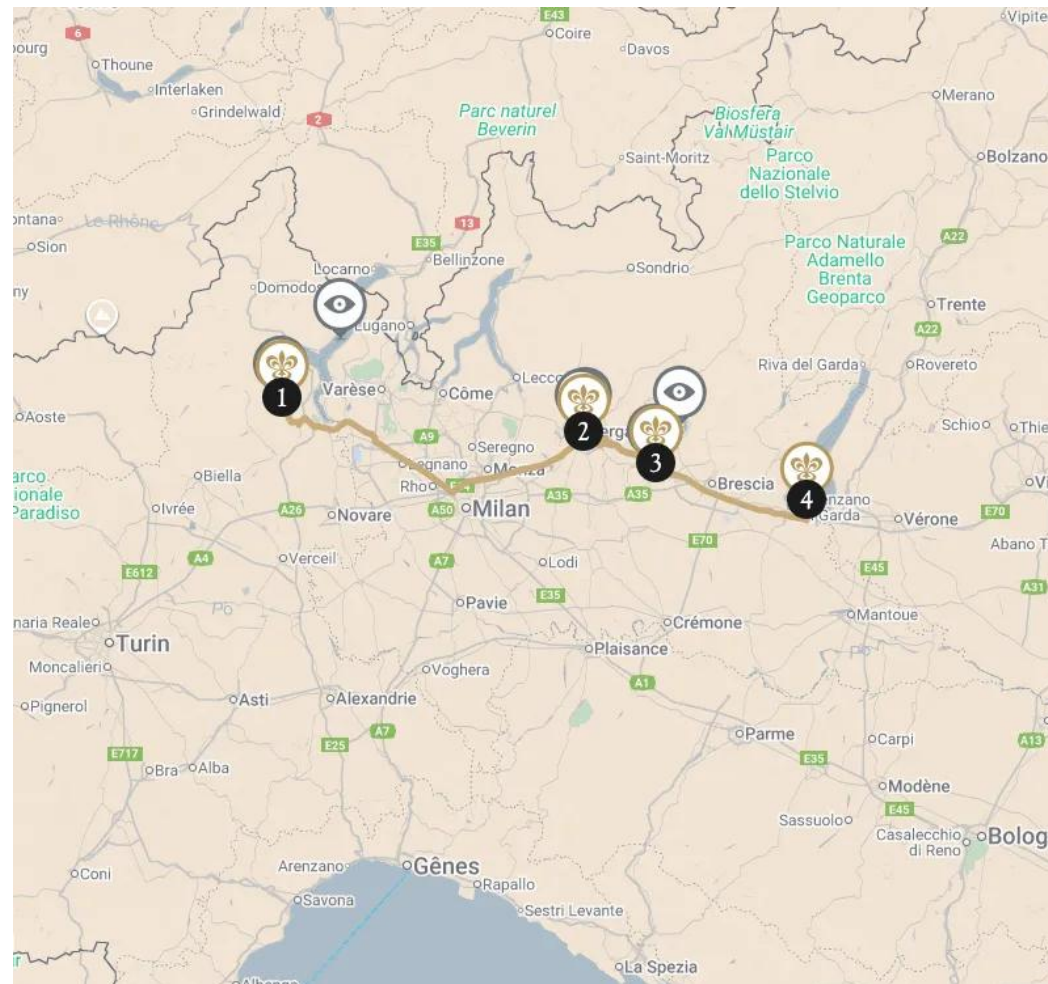 6
E43
Coire
Vipite
Thoune
Davos
Interlaken
Grindelwald
2
Parc naturel
Beverin
Biosfera
Val Müstair
Merano
Saint-Moritz
Parco
Nazionale
dello Stelvio
Bolzano
Le Rhône
13
Sion
E35
Bellinzone
A22
Parco Naturale
Adamello
Brenta
Geoparco
Locarno
Sondrio
Domodos
Trente
Lugano
A22
Riva del Garda
Rovereto
Varèse
Côme
Lecco
1
Aoste
A9
Seregno
2
Schio
Thie
3
Biella
Legnano
Monza
Rho
Brescia
4
A26
Ivrée
Novare
A50
Milan
A35
A35
Garda
Vérone
E70
E70
Abano T
A4
Verceil
A7
Lodi
E45
E612
A31
Po
Pavie
E35
Mantoue
naria Reale
Crémone
Turin
Plaisance
Po
Moncalieri
Voghera
A1
Pignerol
Asti
Alexandrie
A7
Parme
Carpi
A13
E717
E25
E35
Bra
Alba
Modène
E45
Sassuolo
Casalecchio
di Reno
Bolog
Coni
Arenzano
Gênes
Rapallo
Savona
Sestri Levante
La Spezia